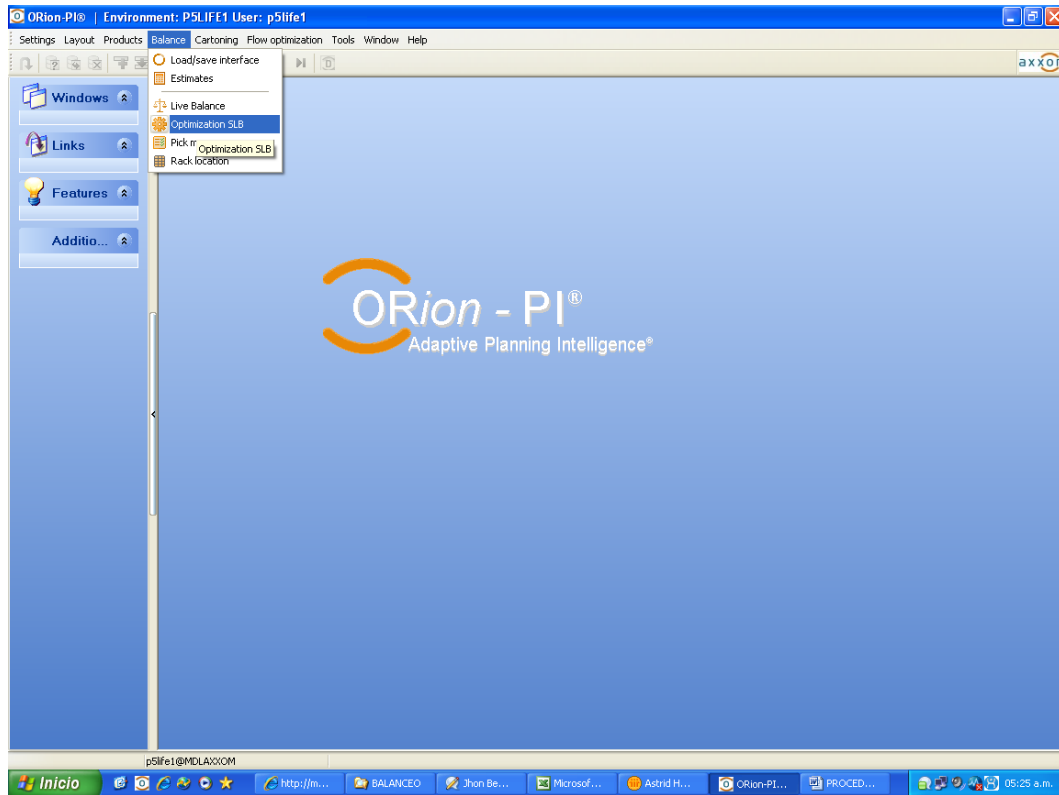 ORion-PI® | Environment: P5LIFE1 User: p5life1
Settings Layout Products Balance Cartoning Flow optimization Tools Window Help
Load/save interface
Estimates
Live Balance
Optimization SLB
Pick
Optimization SLB
Rack location
axxo
Windows
Links
Features
Additio...
ORion - PI®
Adaptive Planning Intelligence®
p5life1@MDLAXXOM
Inicio
http://m...
BALANCEO
Jhon Be...
Microsof...
Astrid H...
ORion-PI...
PROCED...
05:25 a.m.